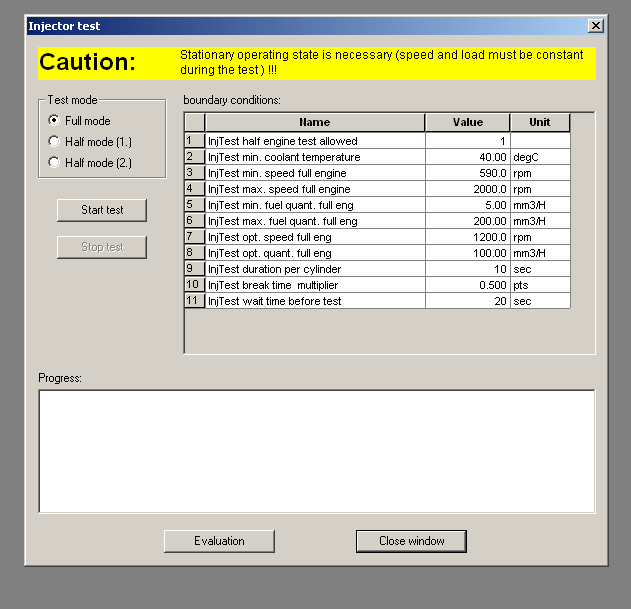 Injector test
Caution:
Stationary operating state is necessary (speed and load must be constant
during the test ) !!!
Test mode
Full mode
Half mode (1.)
Half mode (2.)
Start test
Stop test
boundary conditions:
Name Value Unit
1 InjTest half engine test allowed 1
2 InjTest min. coolant temperature 40.00 degC
3 InjTest min. speed full engine 590.0 rpm
4 InjTest max. speed full engine 2000.0 rpm
5 InjTest min. fuel quant. full eng 5.00 mm3/H
6 InjTest max. fuel quant. full eng 200.00 mm3/H
7 InjTest opt. speed full eng 1200.0 rpm
8 InjTest opt. quant. full eng 100.00 mm3/H
9 InjTest duration per cylinder 10 sec
10 InjTest break time multiplier 0.500 pts
11 InjTest wait time before test 20 sec
Progress:
Evaluation
Close window